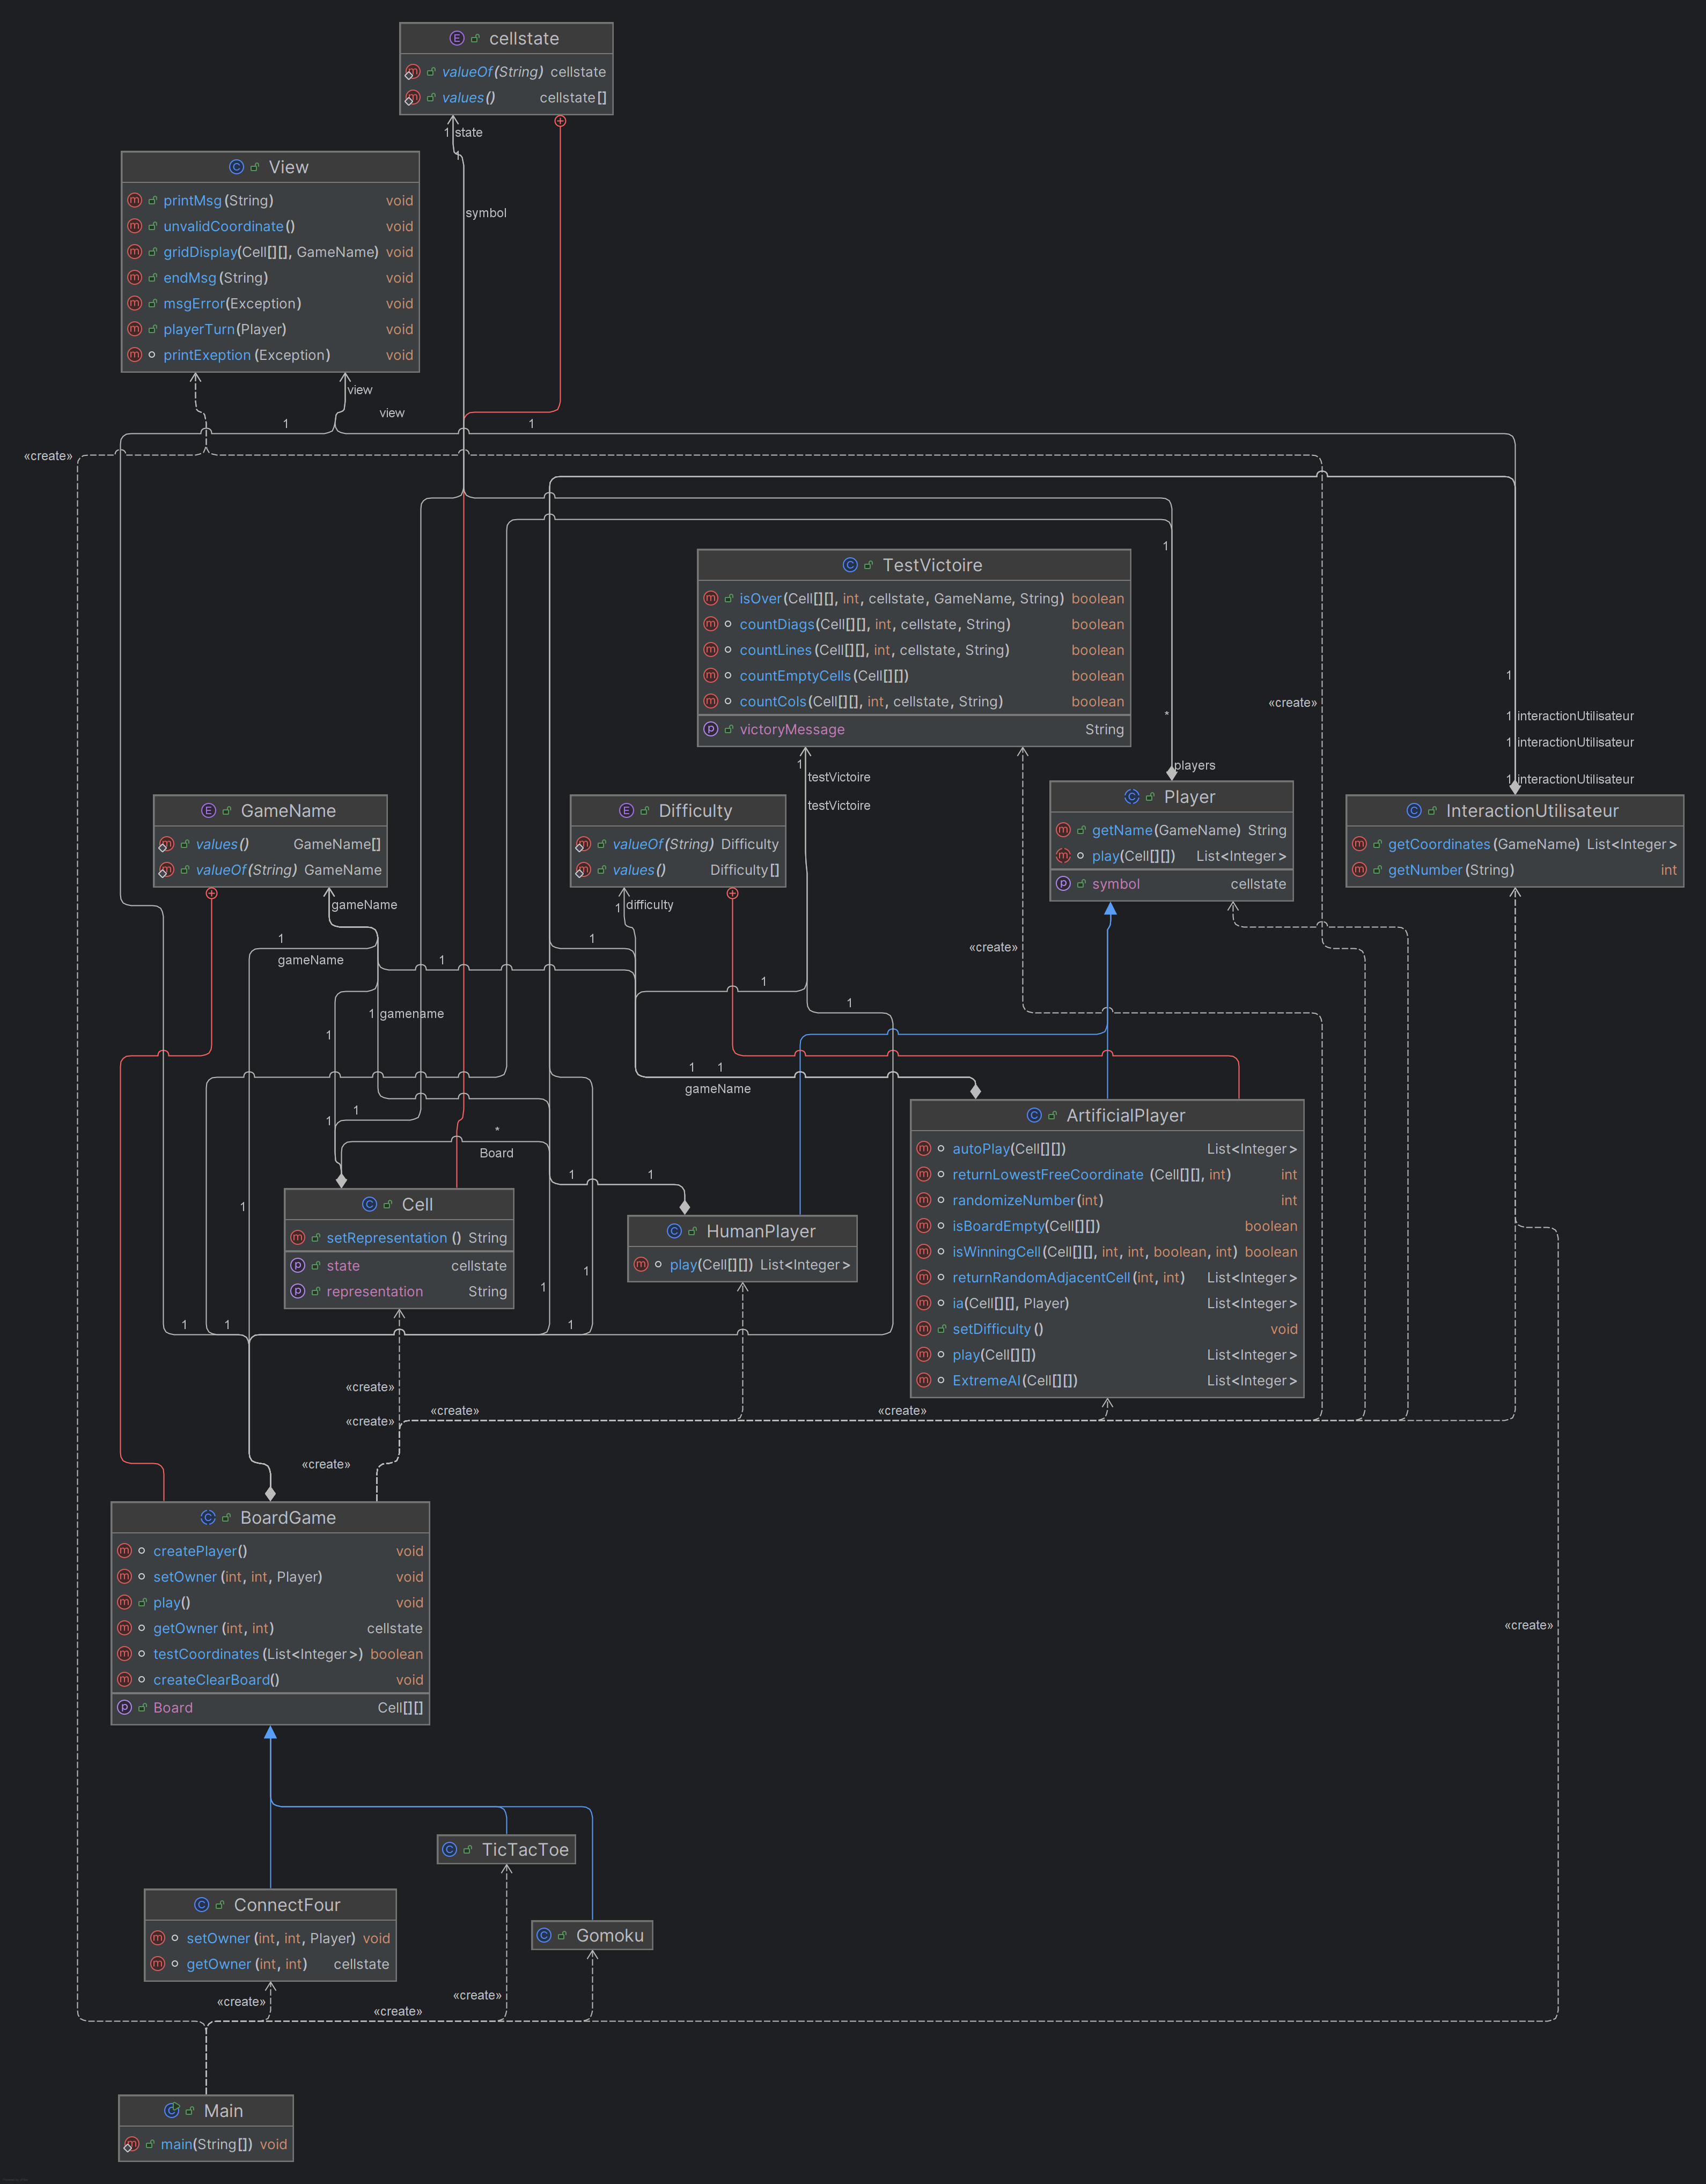 cellstate
valueOf(String) cellstate
values() cellstate[]
1 state
1
symbol
View
printMsg(String) void
unvalidCoordinate() void
gridDisplay(Cell[][], GameName) void
endMsg(String) void
msgError(Exception) void
playerTurn(Player) void
printExeption(Exception) void
view
view
1 1
«create»
TestVictoire
isOver(Cell[][], int, cellstate, GameName, String) boolean
countDiags(Cell[][], int, cellstate, String) boolean
countLines(Cell[][], int, cellstate, String) boolean
countEmptyCells(Cell[][]) boolean
countCols(Cell[][], int, cellstate, String) boolean
victoryMessage String
1
*
players
«create»
1
1 interactionUtilisateur
1 interactionUtilisateur
1 interactionUtilisateur
1
testVictoire
testVictoire
GameName
values() GameName[]
valueOf(String) GameName
Difficulty
valueOf(String) Difficulty
values() Difficulty[]
Player
getName(GameName) String
play(Cell[][]) List<Integer>
symbol cellstate
InteractionUtilisateur
getCoordinates(GameName) List<Integer>
getNumber(String) int
gameName
1 difficulty
1
gameName
1
1
«create»
1
1
1 gamename
1
1 1
gameName
1
1
*
Board
1 1
ArtificialPlayer
autoPlay(Cell[][]) List<Integer>
returnLowestFreeCoordinate (Cell[][], int) int
randomizeNumber(int) int
isBoardEmpty(Cell[][]) boolean
isWinningCell(Cell[][], int, int, boolean, int) boolean
returnRandomAdjacentCell(int, int) List<Integer>
ia(Cell[][], Player) List<Integer>
setDifficulty() void
play(Cell[][]) List<Integer>
ExtremeAI(Cell[][]) List<Integer>
Cell
setRepresentation () String
state cellstate
representation String
HumanPlayer
play(Cell[][]) List<Integer>
1
1
1
1 1 1
«create»
«create» «create» «create»
«create»
BoardGame
createPlayer() void
setOwner(int, int, Player) void
play() void
getOwner(int, int) cellstate
testCoordinates(List<Integer>) boolean
createClearBoard() void
Board Cell[][]
«create»
TicTacToe
ConnectFour
setOwner(int, int, Player) void
getOwner(int, int) cellstate
Gomoku
«create» «create» «create»
Main
main(String[]) void